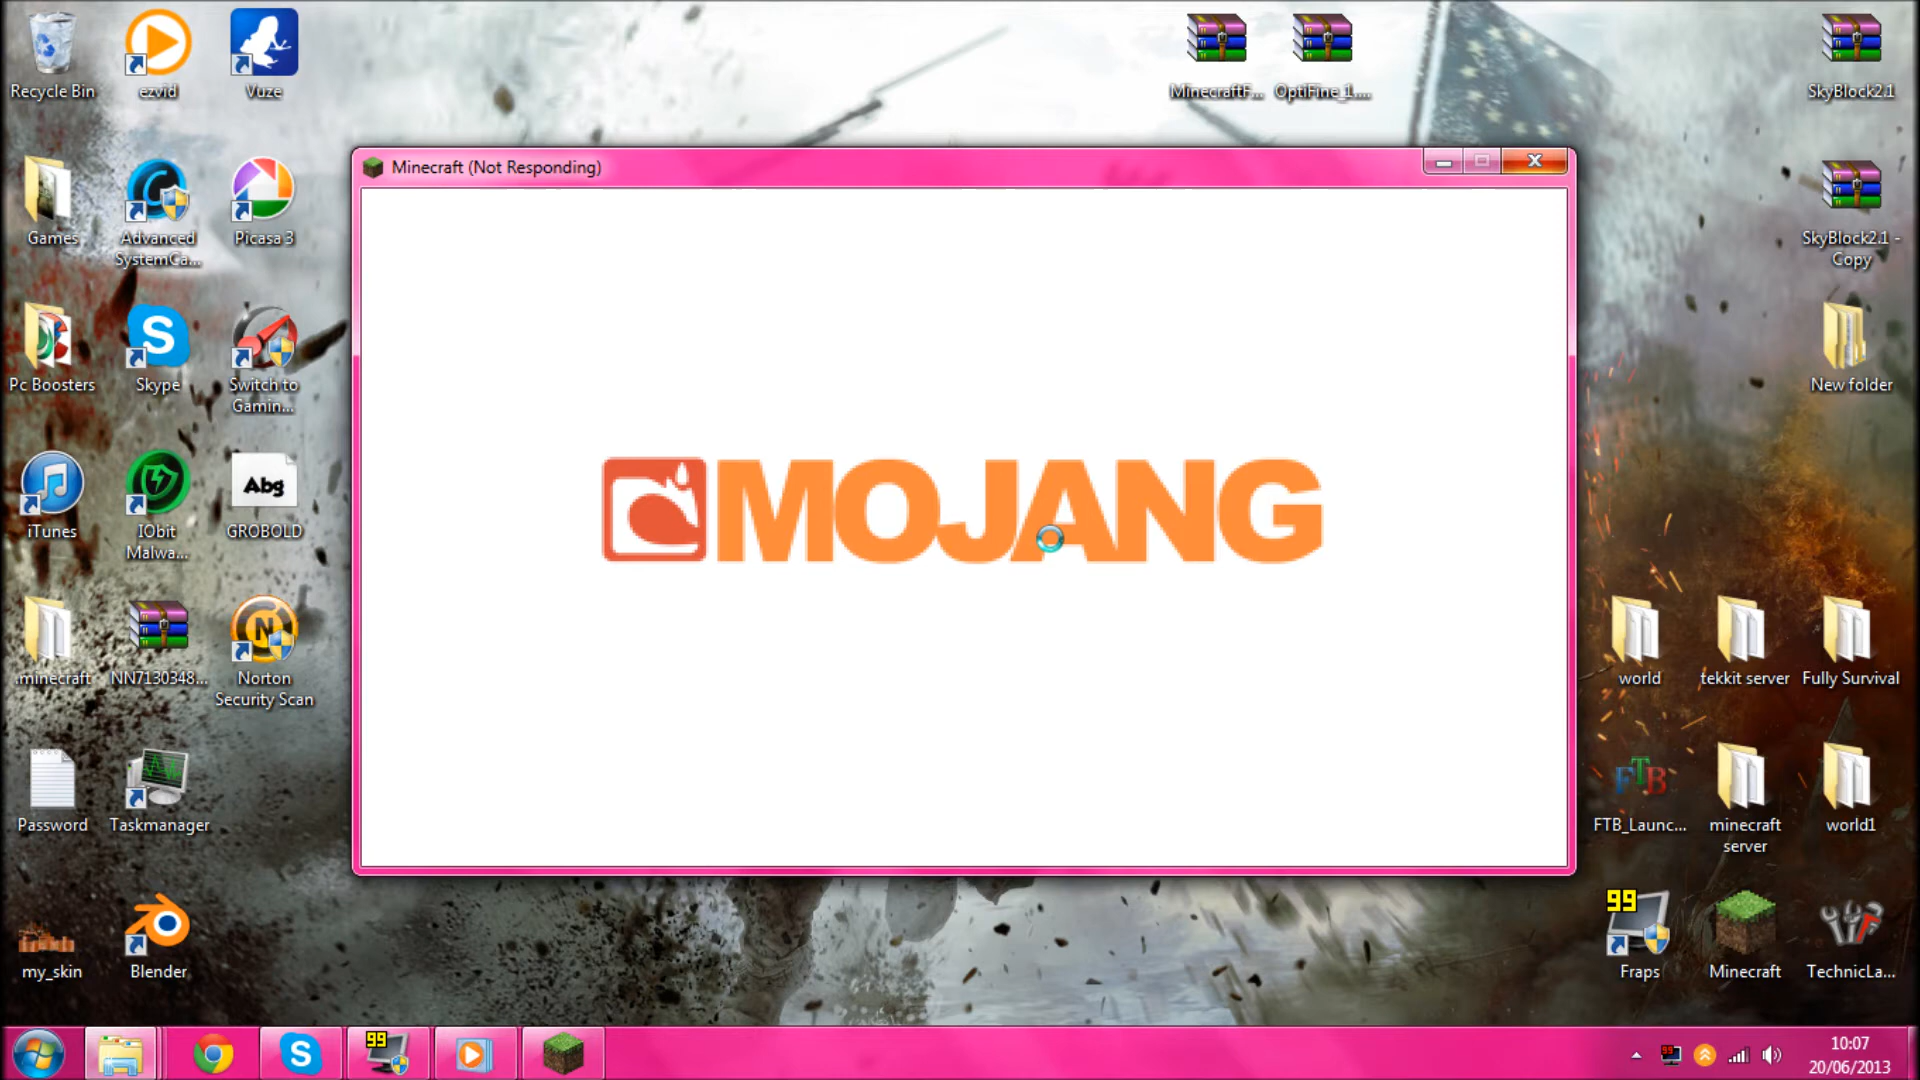 Recycle Bin
ezvid
Vuze
MinecraftF...
OptiFine_1....
SkyBlock2.1
Minecraft (Not Responding)
Games
Advanced
SystemCa...
Picasa 3
SkyBlock2.1 -
Copy
Pc Boosters
Skype
Switch to
Gamin...
New folder
MOJANG
iTunes
IObit
Malwa...
Abg
GROBOLD
.minecraft
NN7130348...
Norton
Security Scan
world
tekkit server
Fully Survival
Password
Taskmanager
FTB
FTB_Launc...
minecraft
server
world1
my_skin
Blender
99
Fraps
Minecraft
TechnicLa...
99
10:07
20/06/2013